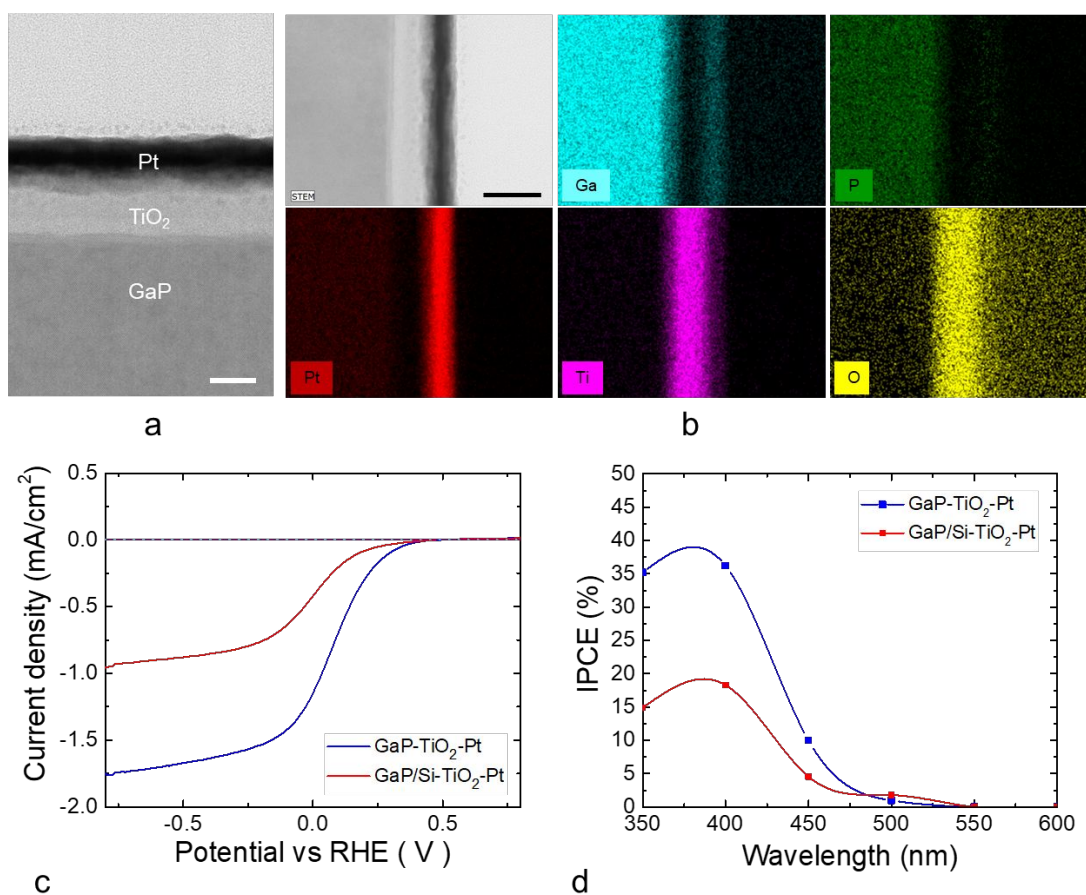 Pt
TiO₂
GaP
a
STEM
Ga
P
Pt
Ti
O
b
0.5
0.0
-0.5
-1.0
-1.5
-2.0
Current density (mA/cm²)
-0.5 0.0 0.5
Potential vs RHE ( V )
GaP-TiO₂-Pt
GaP/Si-TiO₂-Pt
c
50
45
40
35
30
25
20
15
10
5
0
IPCE (%)
350 400 450 500 550 600
Wavelength (nm)
GaP-TiO₂-Pt
GaP/Si-TiO₂-Pt
d